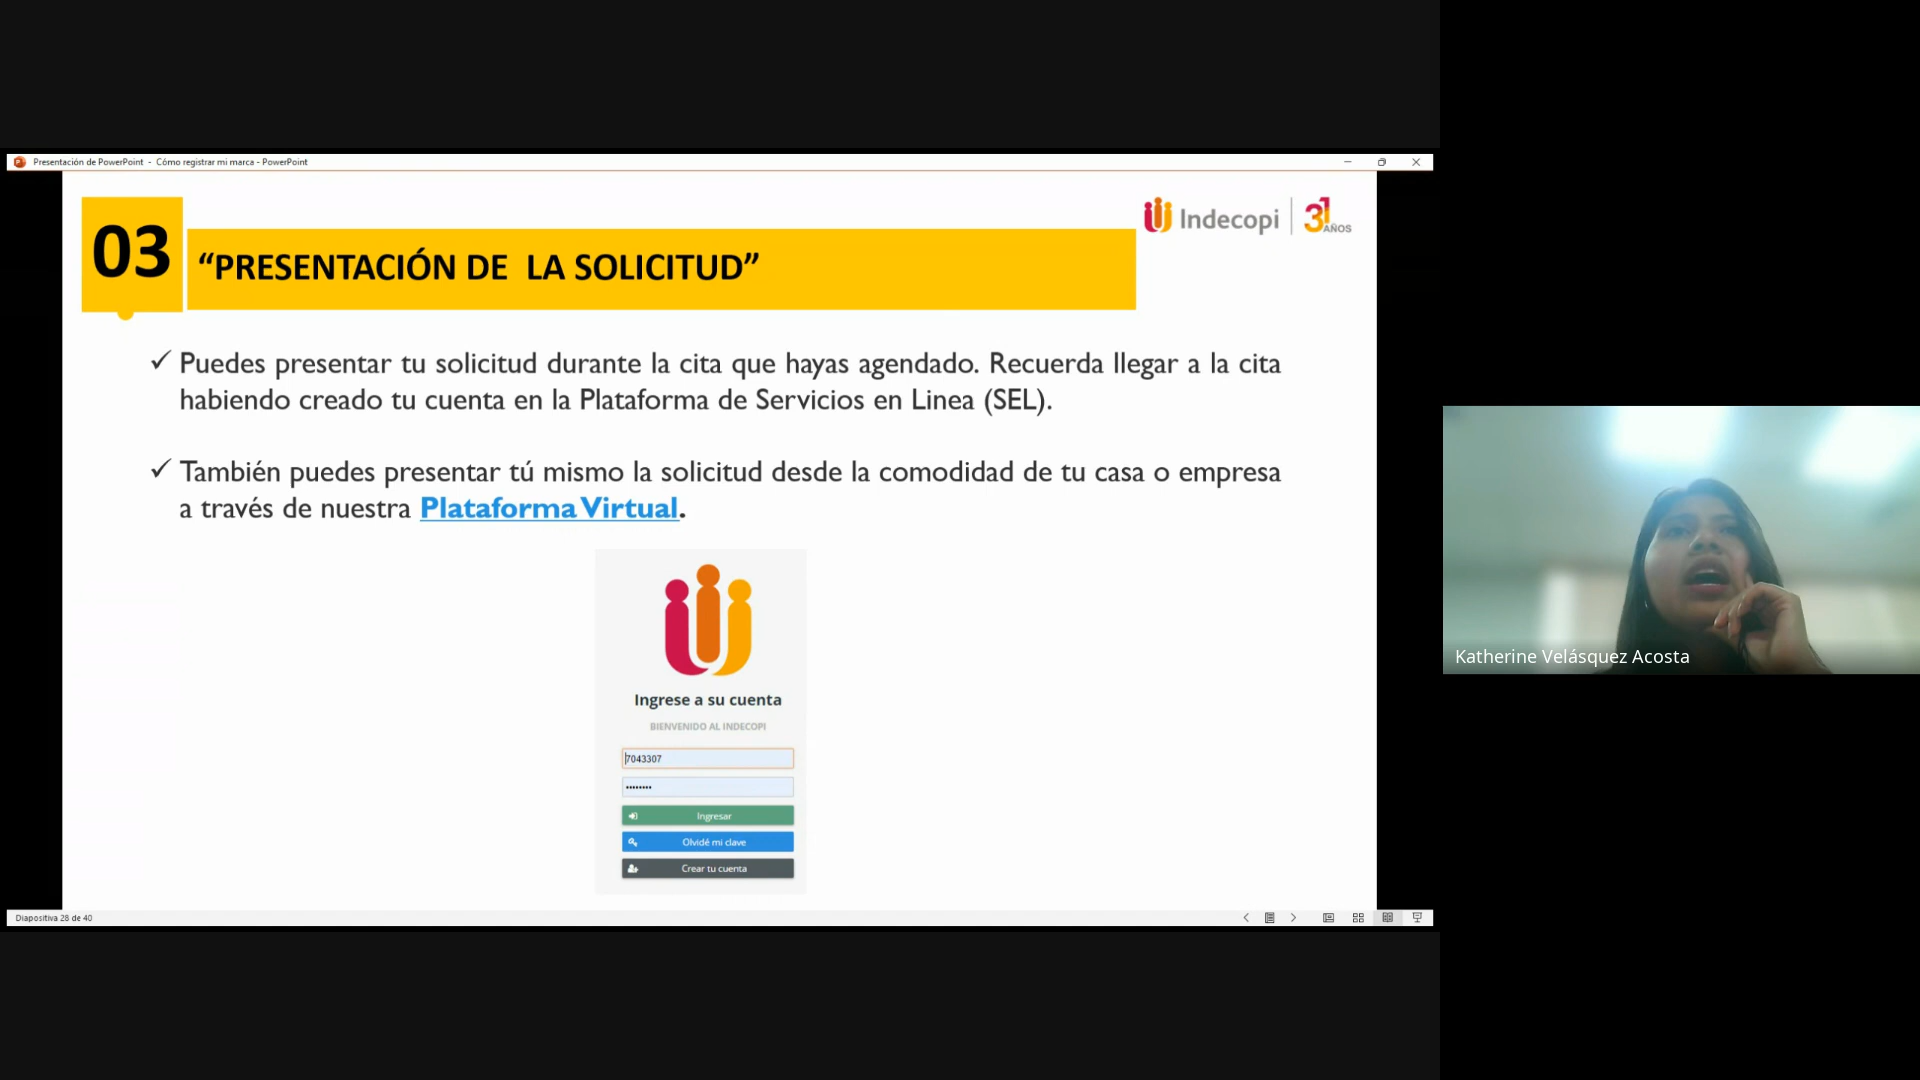 Presentación de PowerPoint - Cómo registrar mi marca - PowerPoint
03
“PRESENTACIÓN DE LA SOLICITUD”
Indecopi
31 AÑOS
✓ Puedes presentar tu solicitud durante la cita que hayas agendado. Recuerda llegar a la cita
habiendo creado tu cuenta en la Plataforma de Servicios en Linea (SEL).
✓ También puedes presentar tú mismo la solicitud desde la comodidad de tu casa o empresa
a través de nuestra Plataforma Virtual.
Ingrese a su cuenta
BIENVENIDO AL INDECOPI
7043307
••••••••
Ingresar
Olvidé mi clave
Crear tu cuenta
Diapositiva 28 de 40
Katherine Velásquez Acosta